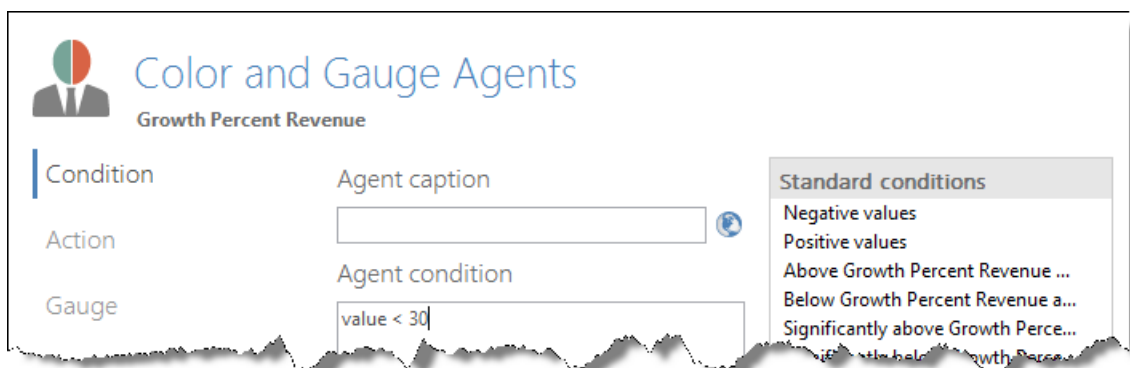 Color and Gauge Agents
Growth Percent Revenue
Condition
Action
Gauge
Agent caption
Agent condition
value < 30
Standard conditions
Negative values
Positive values
Above Growth Percent Revenue ...
Below Growth Percent Revenue a...
Significantly above Growth Perce...